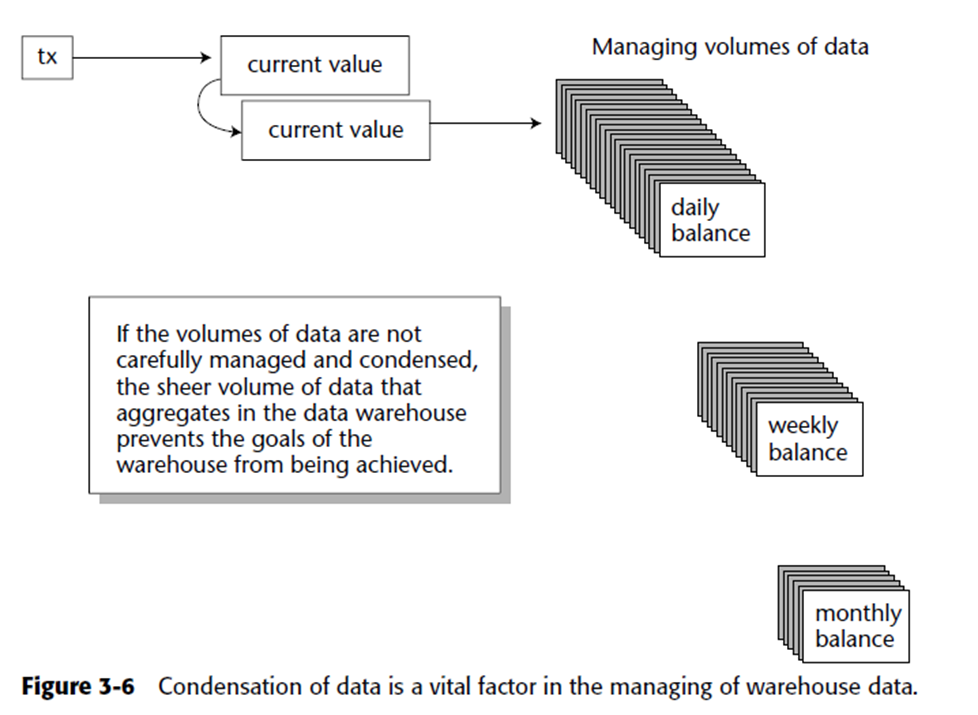 tx
current value
current value
Managing volumes of data
daily
balance
If the volumes of data are not
carefully managed and condensed,
the sheer volume of data that
aggregates in the data warehouse
prevents the goals of the
warehouse from being achieved.
weekly
balance
monthly
balance
Figure 3-6 Condensation of data is a vital factor in the managing of warehouse data.